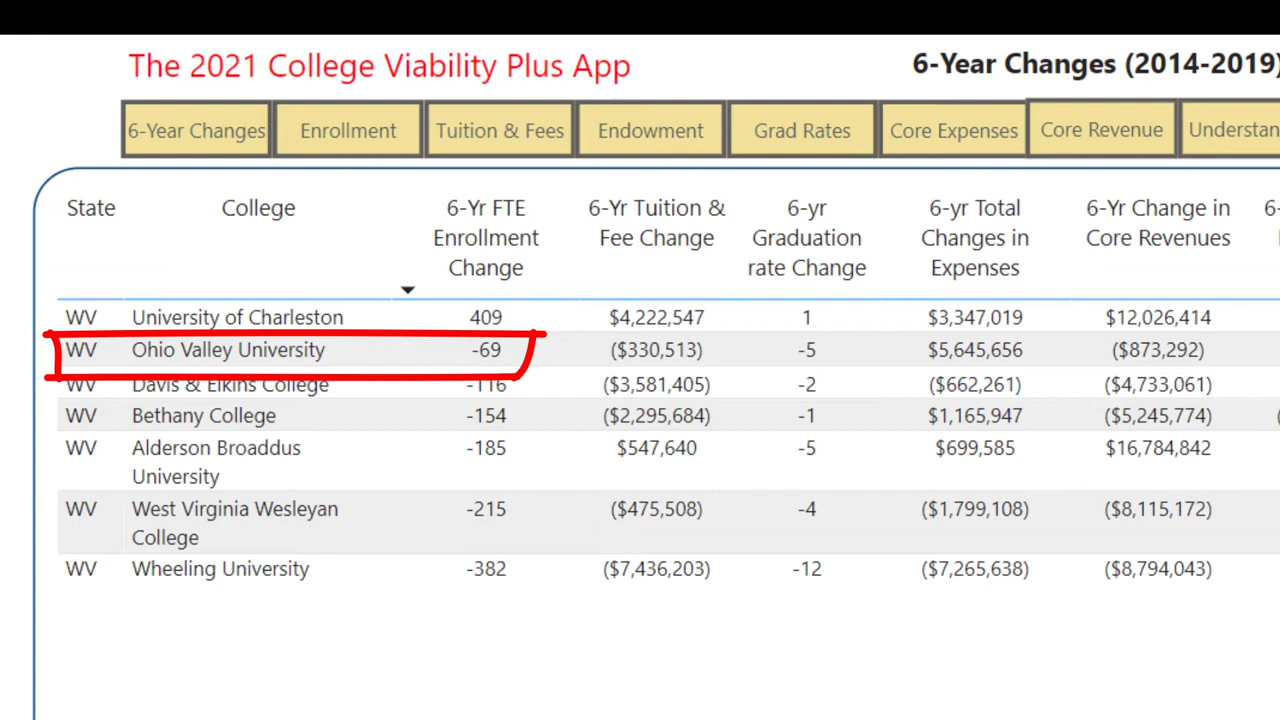 The 2021 College Viability Plus App
6-Year Changes (2014-2019)
6-Year Changes Enrollment Tuition & Fees Endowment Grad Rates Core Expenses Core Revenue
State College 6-Yr FTE Enrollment Change 6-Yr Tuition & Fee Change 6-yr Graduation rate Change 6-yr Total Changes in Expenses 6-Yr Change in Core Revenues
WV University of Charleston 409 $4,222,547 1 $3,347,019 $12,026,414
WV Ohio Valley University -69 ($330,513) -5 $5,645,656 ($873,292)
WV Davis & Elkins College -116 ($3,581,405) -2 ($662,261) ($4,733,061)
WV Bethany College -154 ($2,295,684) -1 $1,165,947 ($5,245,774)
WV Alderson Broaddus University -185 $547,640 -5 $699,585 $16,784,842
WV West Virginia Wesleyan College -215 ($475,508) -4 ($1,799,108) ($8,115,172)
WV Wheeling University -382 ($7,436,203) -12 ($7,265,638) ($8,794,043)